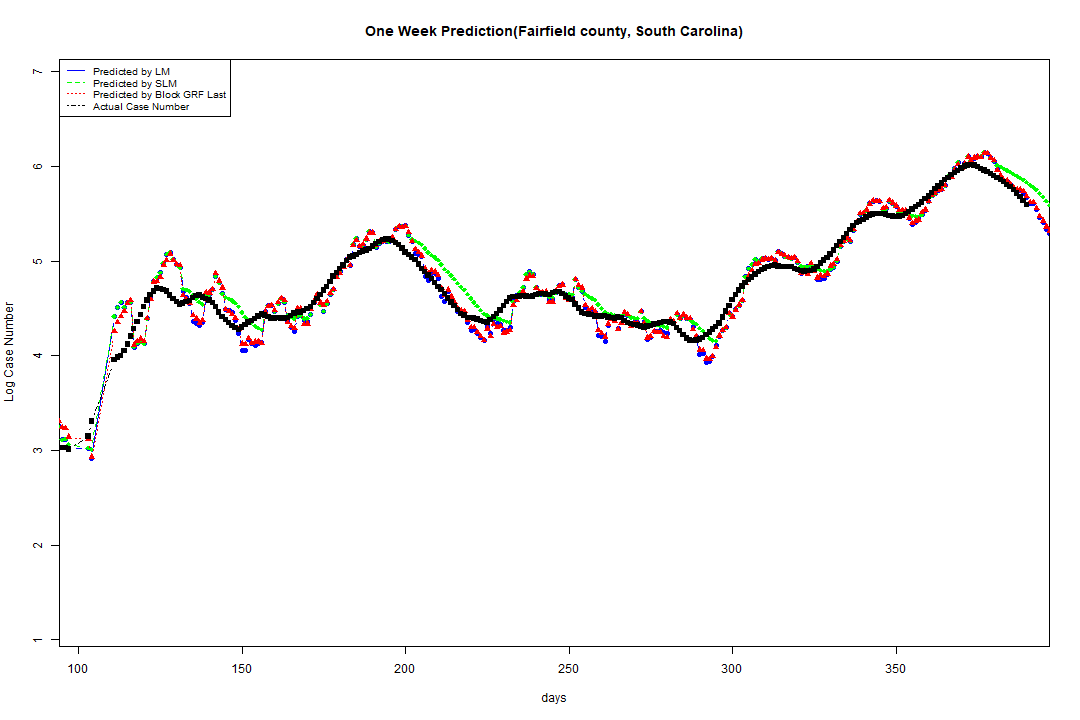 One Week Prediction(Fairfield county, South Carolina)
Predicted by LM
Predicted by SLM
Predicted by Block GRF Last
Actual Case Number
7
6
5
4
3
2
1
Log Case Number
100 150 200 250 300 350
days